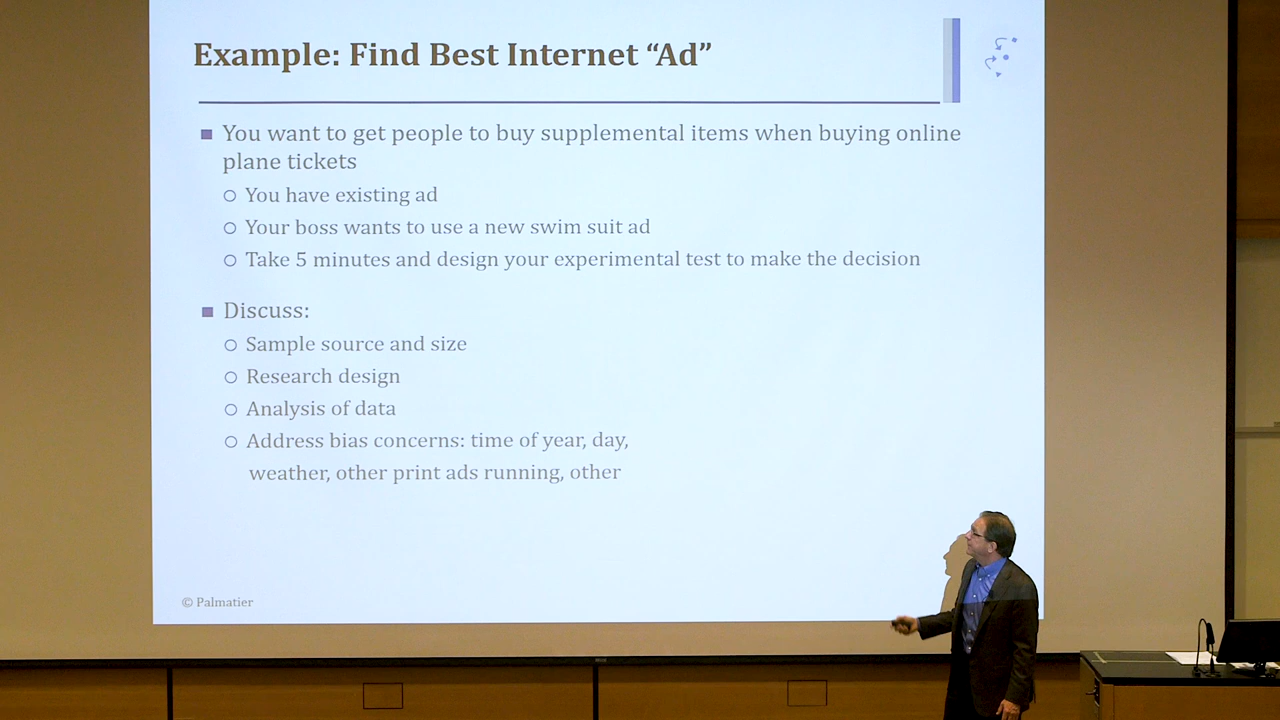 Example: Find Best Internet “Ad”
You want to get people to buy supplemental items when buying online
plane tickets
You have existing ad
Your boss wants to use a new swim suit ad
Take 5 minutes and design your experimental test to make the decision
Discuss:
Sample source and size
Research design
Analysis of data
Address bias concerns: time of year, day,
weather, other print ads running, other
© Palmatier